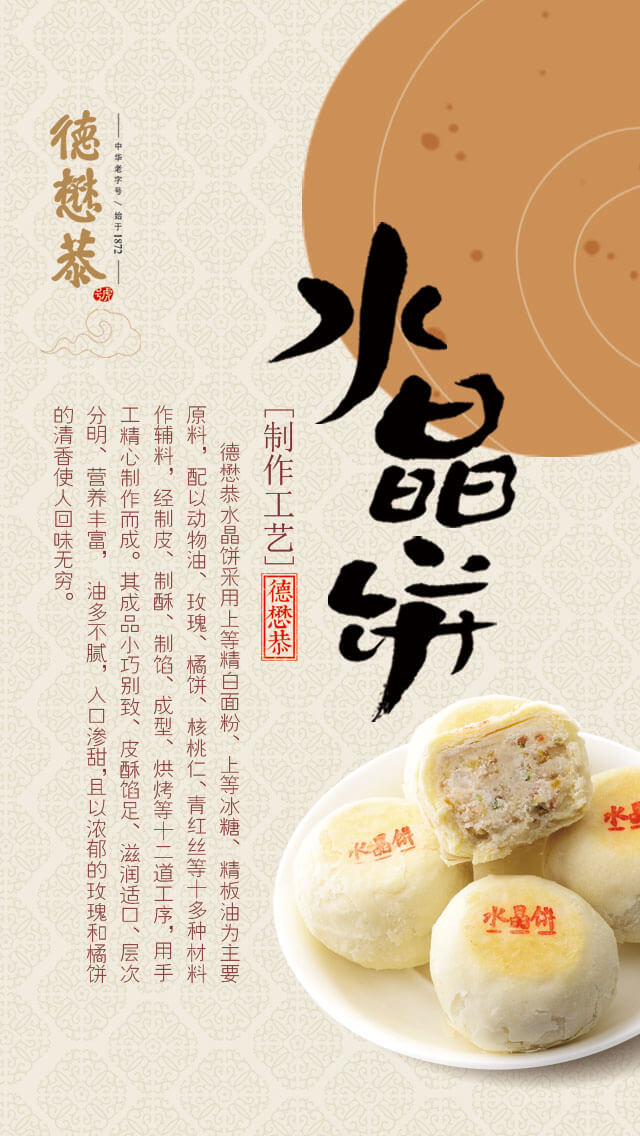 德懋恭
中华老字号／始于1872
號
水晶饼
［制作工艺］
德懋恭
德懋恭水晶饼采用上等精白面粉、上等冰糖、精板油为主要
原料，配以动物油、玫瑰、橘饼、核桃仁、青红丝等十多种材料
作辅料，经制皮、制酥、制馅、成型、烘烤等十二道工序，用手
工精心制作而成。其成品小巧别致、皮酥馅足、滋润适口、层次
分明、营养丰富， 油多不腻，入口渗甜，且以浓郁的玫瑰和橘饼
的清香使人回味无穷。
水晶饼
水晶饼
水晶饼